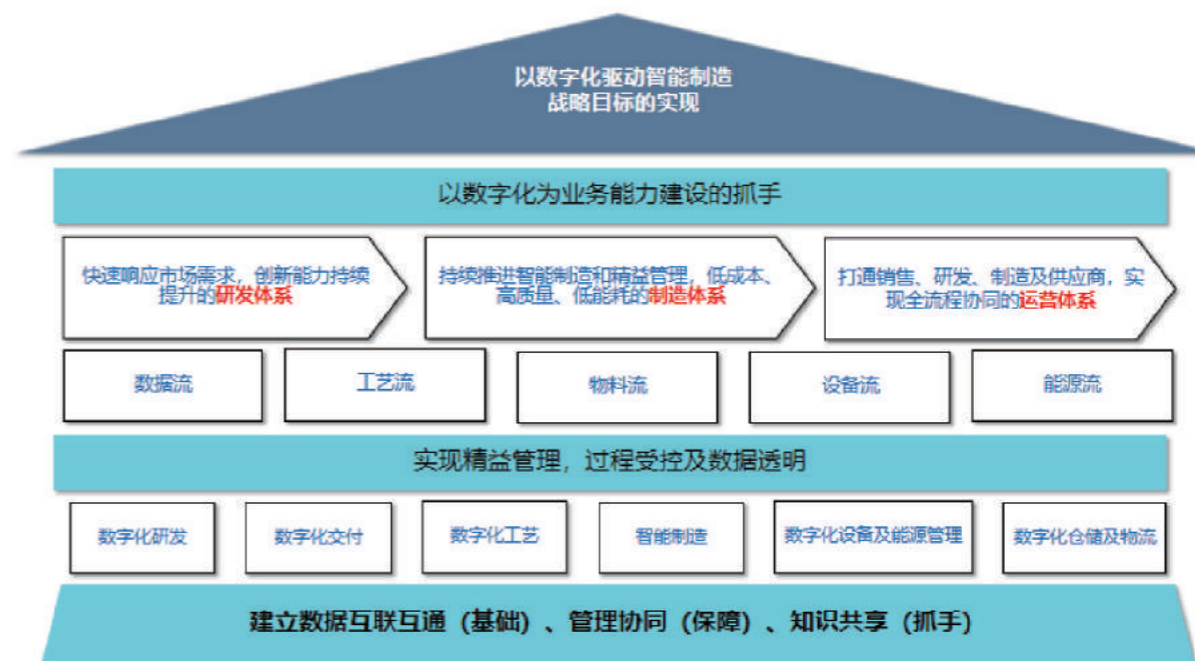 以数字化驱动智能制造
战略目标的实现
以数字化为业务能力建设的抓手
快速响应市场需求，创新能力持续
提升的研发体系
持续推进智能制造和精益管理，低成本、
高质量、低能耗的制造体系
打通销售、研发、制造及供应商，实
现全流程协同的运营体系
数据流
工艺流
物料流
设备流
能源流
实现精益管理，过程受控及数据透明
数字化研发
数字化交付
数字化工艺
智能制造
数字化设备及能源管理
数字化仓储及物流
建立数据互联互通（基础）、管理协同（保障）、知识共享（抓手）